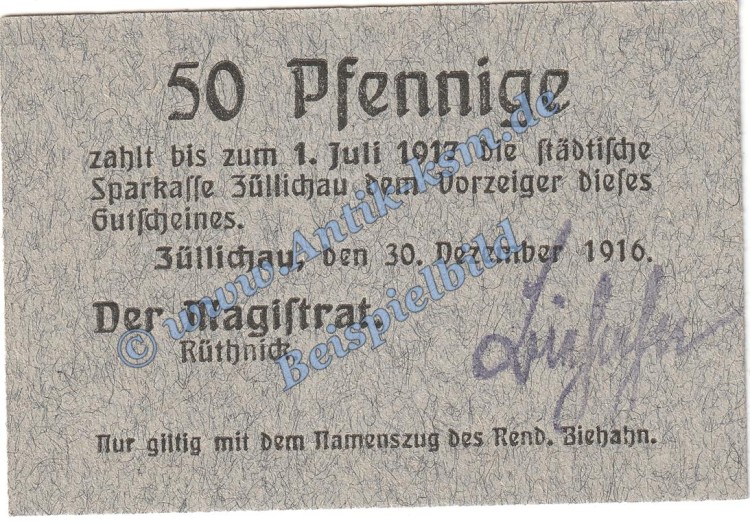 50 Pfennige
zahlt bis zum 1. Juli 1917 die ſtädtiſche
Sparkaſſe Züllichau dem Vorzeiger dieſes
Gutſcheines.
Züllichau, den 30. Dezember 1916.
Der Magiſtrat.
Rüthnick.
Nur giltig mit dem Namenszug des Rend. Ziehahn.
© www.Antik-ksm.de
Beispielbild